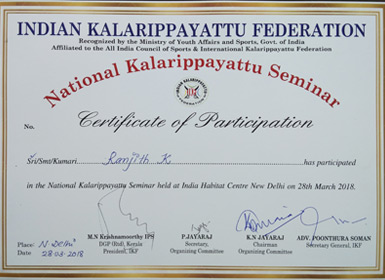 INDIAN KALARIPPAYATTU FEDERATION
Recognized by the Ministry of Youth Affairs and Sports, Govt. of India
Affiliated to the All India Council of Sports & International Kalarippayattu Federation
National Kalarippayattu Seminar
INDIAN KALARIPPAYATTU
FEDERATION
Certificate of Participation
No.
Sri/Smt/Kumari Ranjith K has participated
in the National Kalarippayattu Seminar held at India Habitat Centre New Delhi on 28th March 2018.
Place: N Delhi
Date: 28-03-2018
M.N Krishnamoorthy IPS
DGP (Rtd), Kerala
President, IKF
P.JAYARAJ
Secretary,
Organizing Committee
K.N JAYARAJ
Chairman
Organizing Committee
ADV. POONTHURA SOMAN
Secretary General, IKF